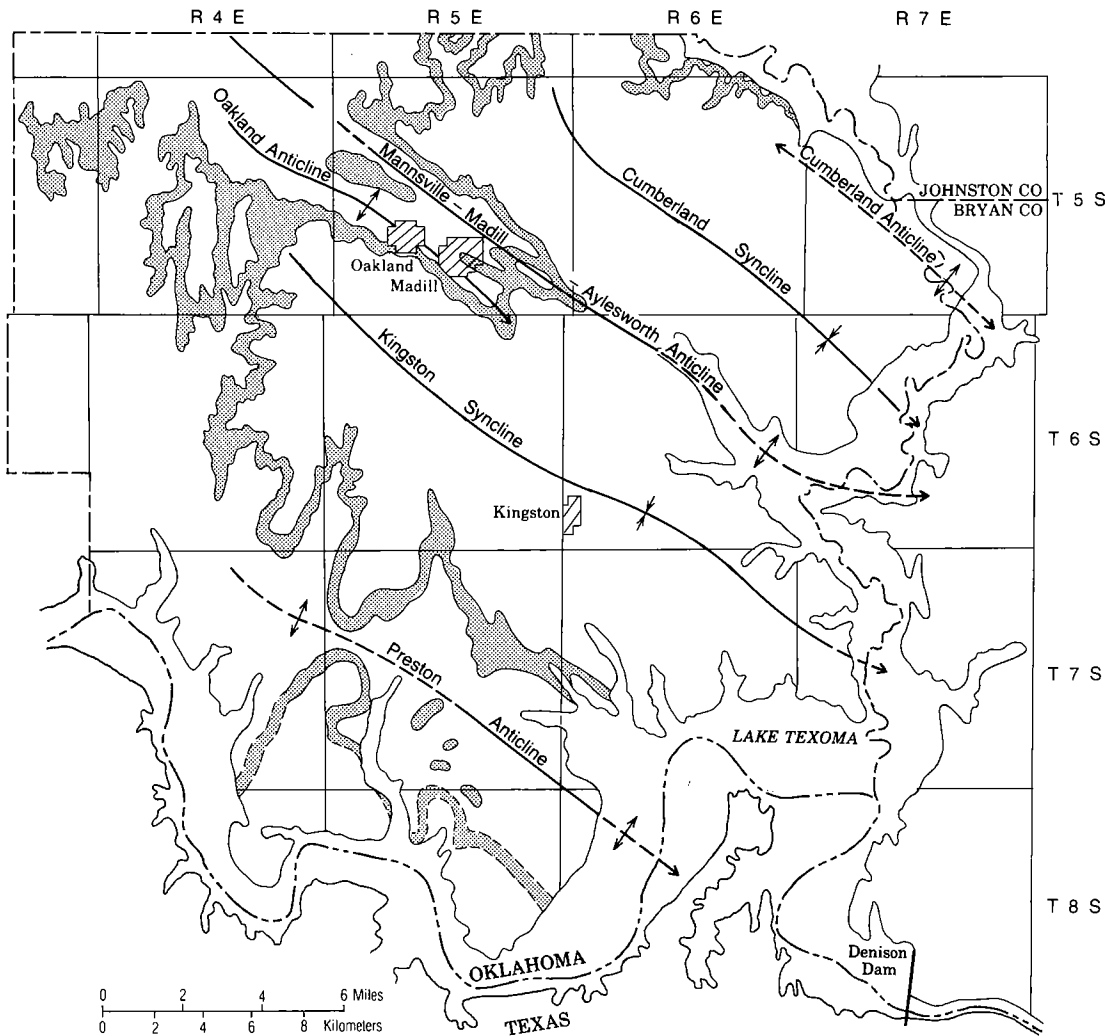 R 4 E R 5 E R 6 E R 7 E
Oakland Anticline
Mannsville – Madill – Aylesworth Anticline
Cumberland Syncline
Cumberland Anticline
JOHNSTON CO
BRYAN CO
T 5 S
Oakland
Madill
Kingston Syncline
T 6 S
Kingston
Preston Anticline
T 7 S
LAKE TEXOMA
T 8 S
Denison
Dam
OKLAHOMA
TEXAS
0 2 4 6 Miles
0 2 4 6 8 Kilometers